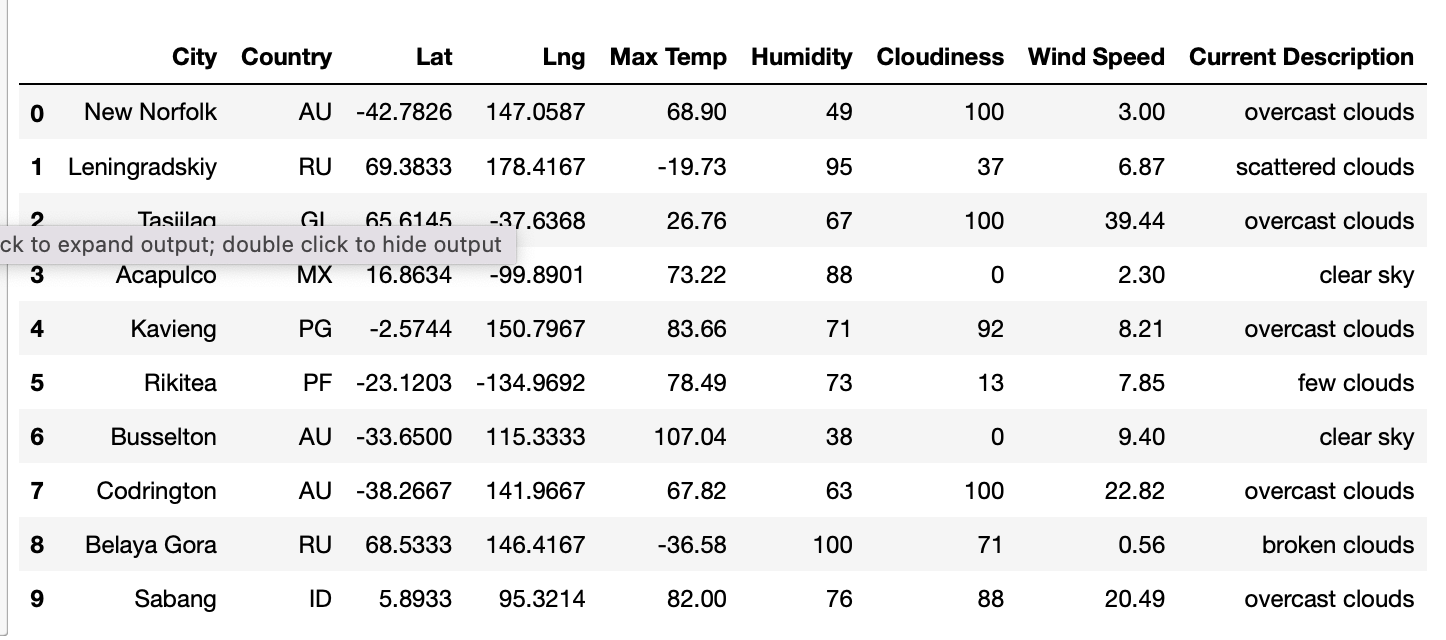 City Country Lat Lng Max Temp Humidity Cloudiness Wind Speed Current Description
0 New Norfolk AU -42.7826 147.0587 68.90 49 100 3.00 overcast clouds
1 Leningradskiy RU 69.3833 178.4167 -19.73 95 37 6.87 scattered clouds
2 Tasiilaq GL 65.6145 -37.6368 26.76 67 100 39.44 overcast clouds
ck to expand output; double click to hide output
3 Acapulco MX 16.8634 -99.8901 73.22 88 0 2.30 clear sky
4 Kavieng PG -2.5744 150.7967 83.66 71 92 8.21 overcast clouds
5 Rikitea PF -23.1203 -134.9692 78.49 73 13 7.85 few clouds
6 Busselton AU -33.6500 115.3333 107.04 38 0 9.40 clear sky
7 Codrington AU -38.2667 141.9667 67.82 63 100 22.82 overcast clouds
8 Belaya Gora RU 68.5333 146.4167 -36.58 100 71 0.56 broken clouds
9 Sabang ID 5.8933 95.3214 82.00 76 88 20.49 overcast clouds